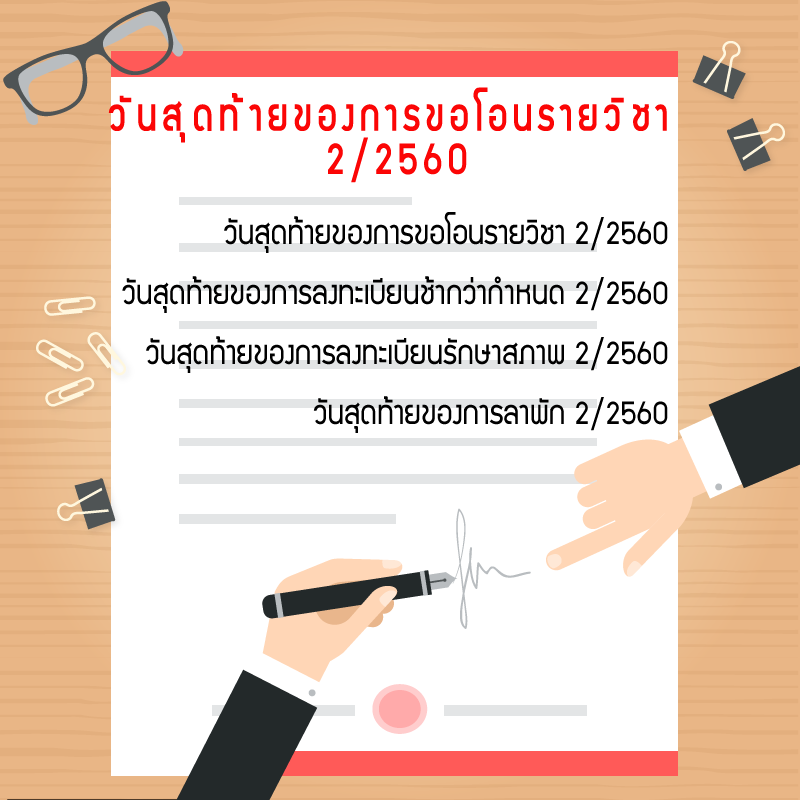 วันสุดท้ายของการขอโอนรายวิชา
2/2560
วันสุดท้ายของการขอโอนรายวิชา 2/2560
วันสุดท้ายของการลงทะเบียนช้ากว่ากำหนด 2/2560
วันสุดท้ายของการลงทะเบียนรักษาสภาพ 2/2560
วันสุดท้ายของการลาพัก 2/2560